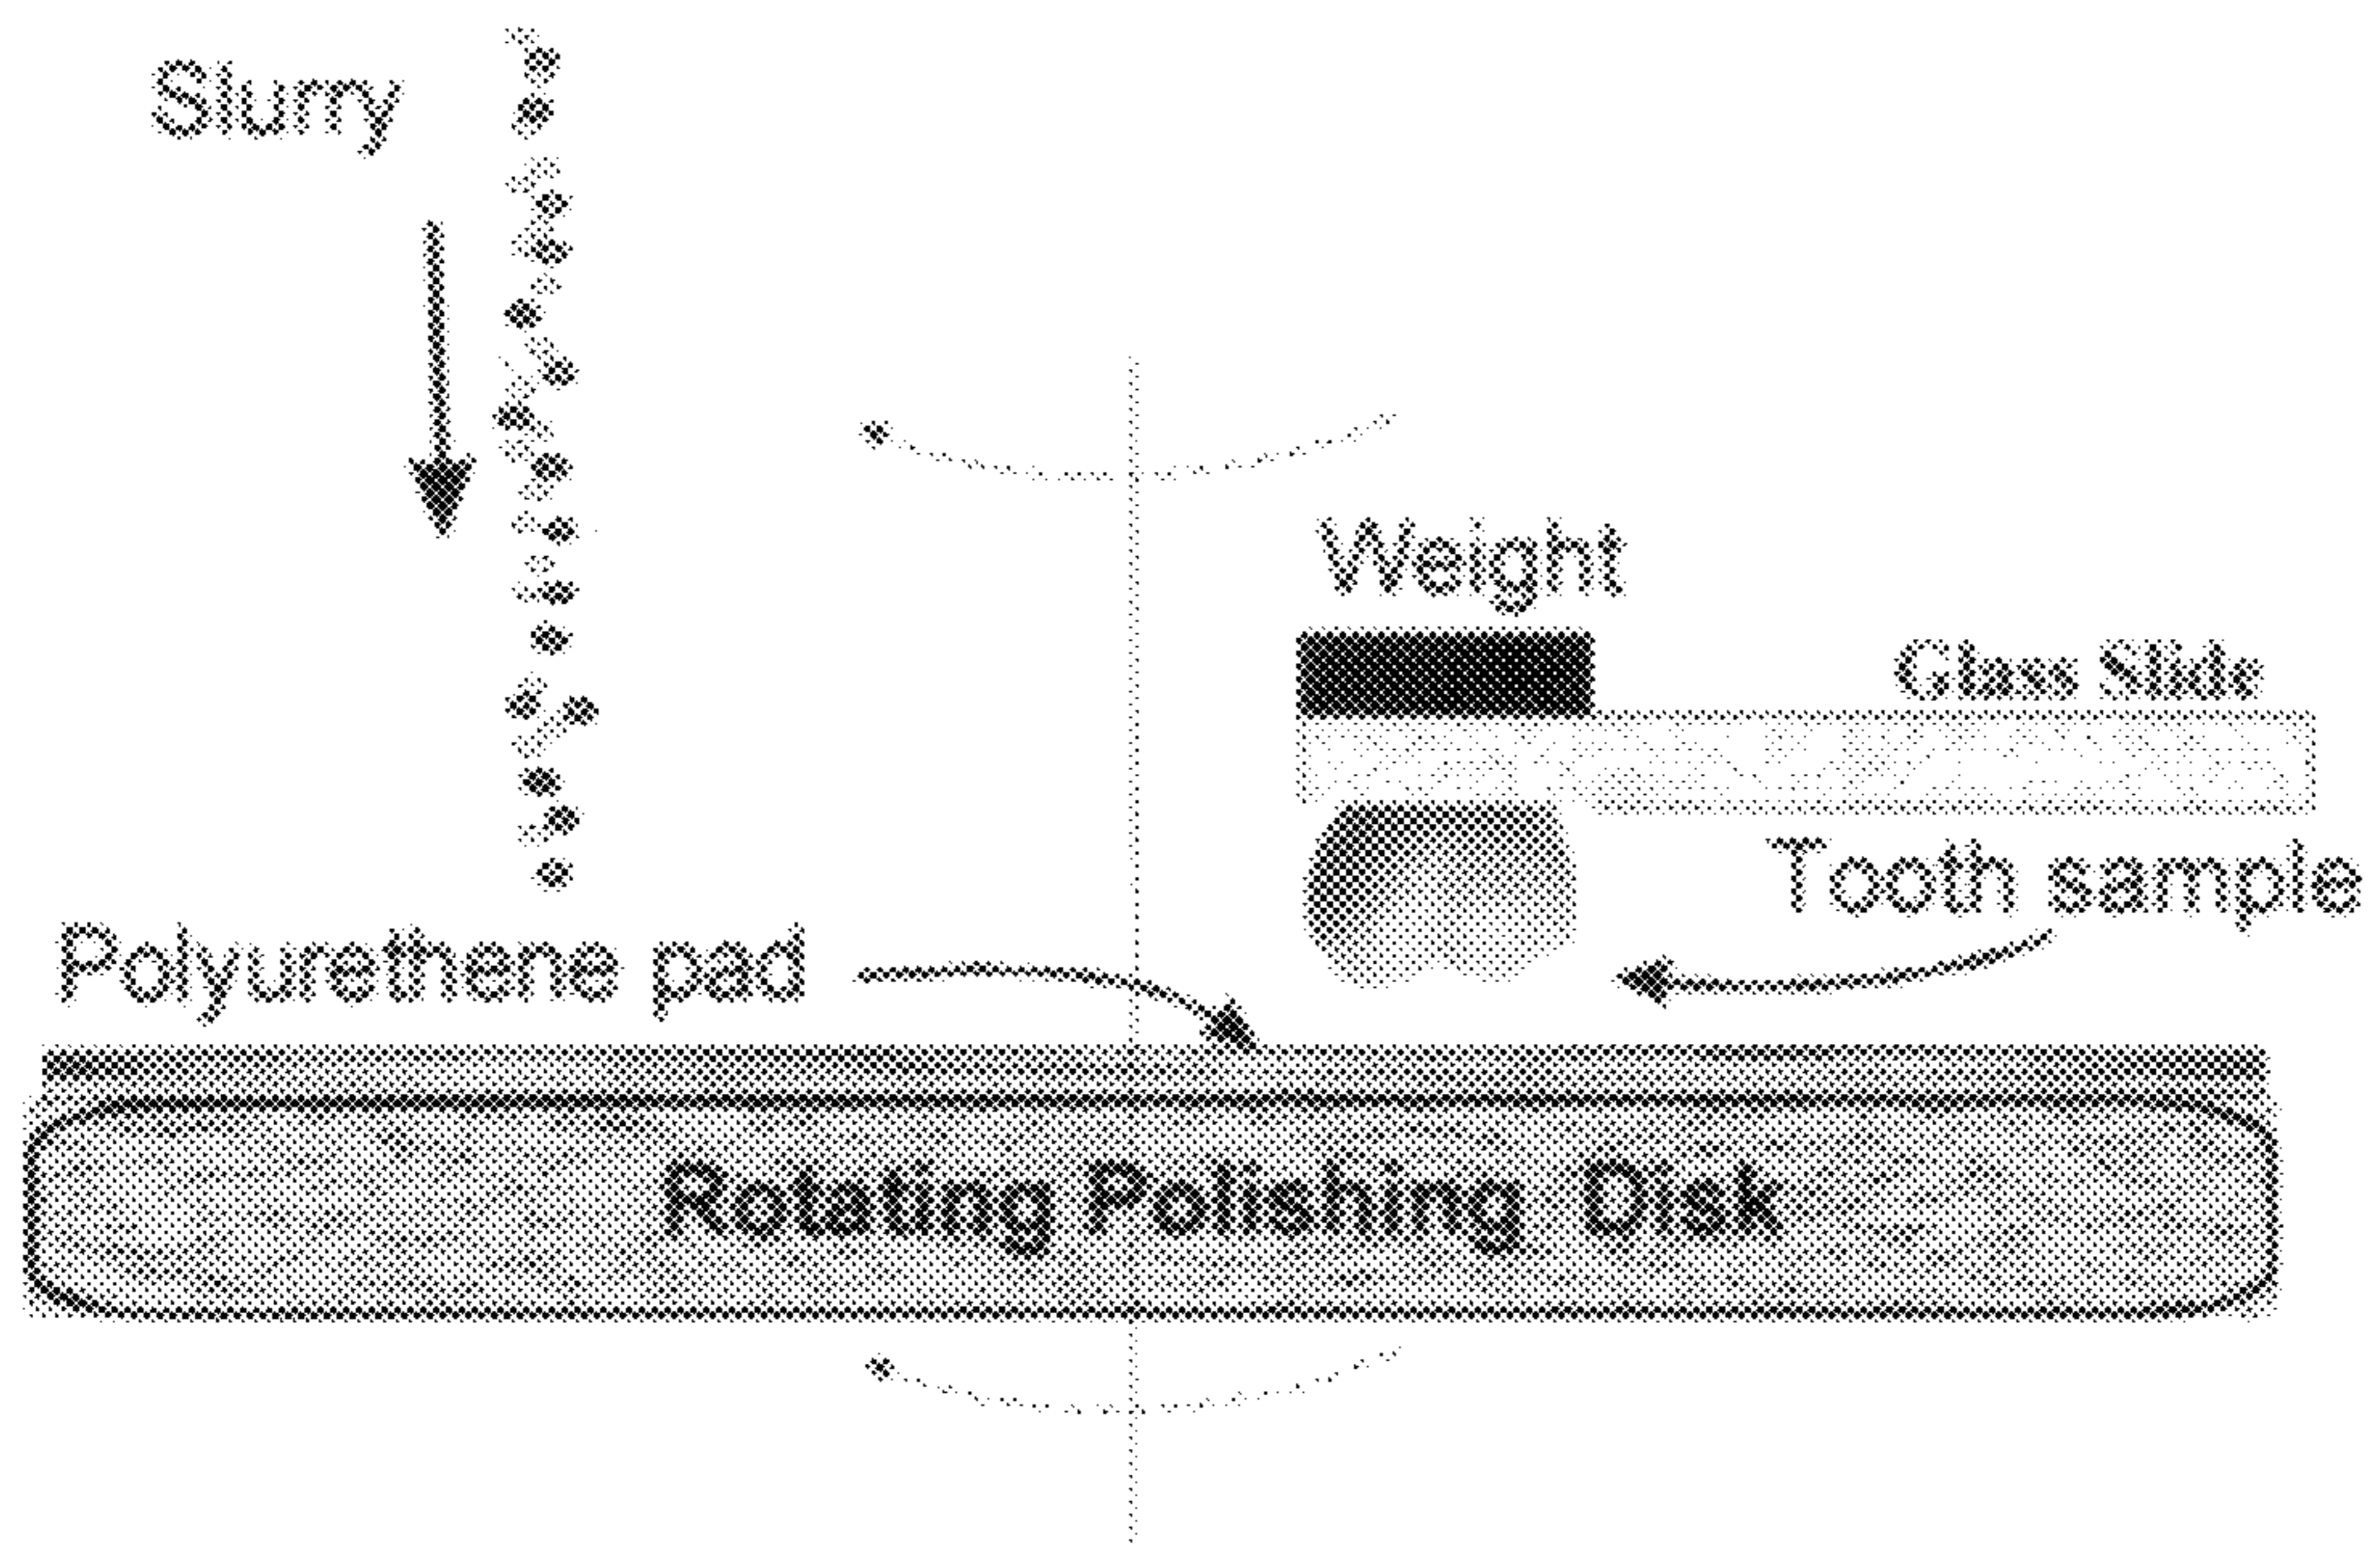 Slurry
Weight
Glass Slide
Tooth sample
Polyurethene pad
Rotating Polishing Disk